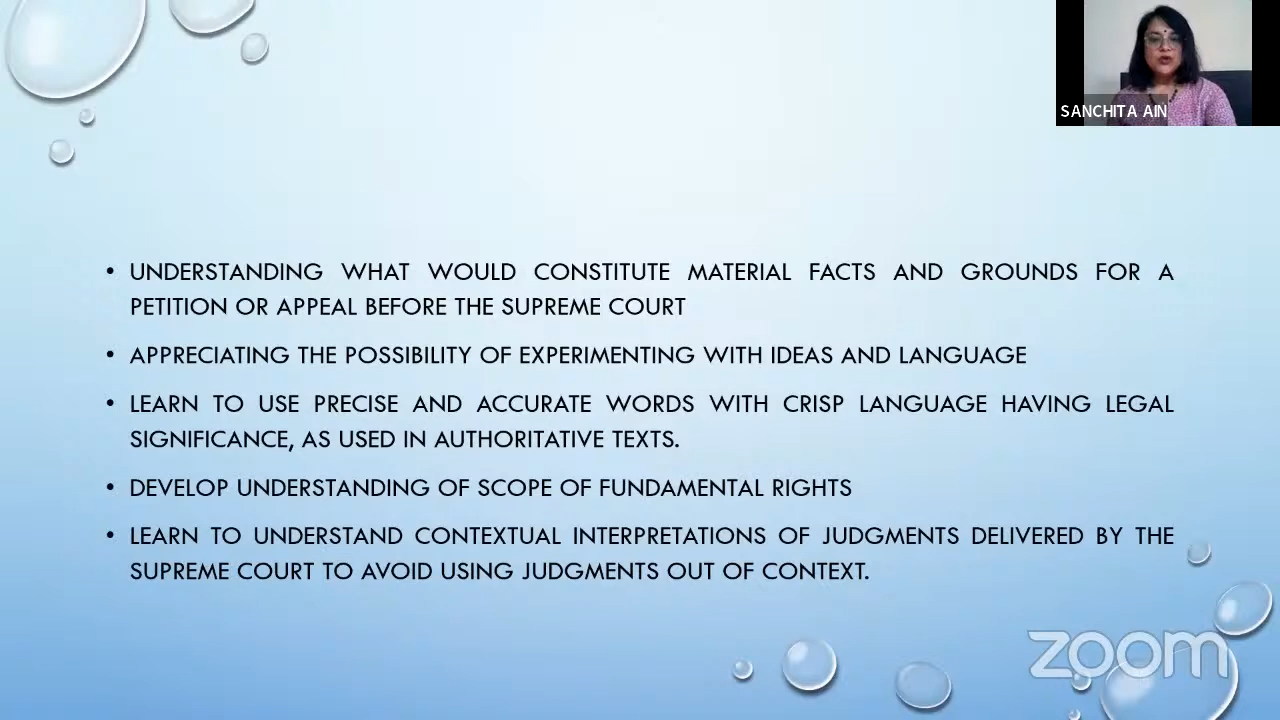 SANCHITA AIN
• UNDERSTANDING WHAT WOULD CONSTITUTE MATERIAL FACTS AND GROUNDS FOR A
PETITION OR APPEAL BEFORE THE SUPREME COURT
• APPRECIATING THE POSSIBILITY OF EXPERIMENTING WITH IDEAS AND LANGUAGE
• LEARN TO USE PRECISE AND ACCURATE WORDS WITH CRISP LANGUAGE HAVING LEGAL
SIGNIFICANCE, AS USED IN AUTHORITATIVE TEXTS.
• DEVELOP UNDERSTANDING OF SCOPE OF FUNDAMENTAL RIGHTS
• LEARN TO UNDERSTAND CONTEXTUAL INTERPRETATIONS OF JUDGMENTS DELIVERED BY THE
SUPREME COURT TO AVOID USING JUDGMENTS OUT OF CONTEXT.
zoom